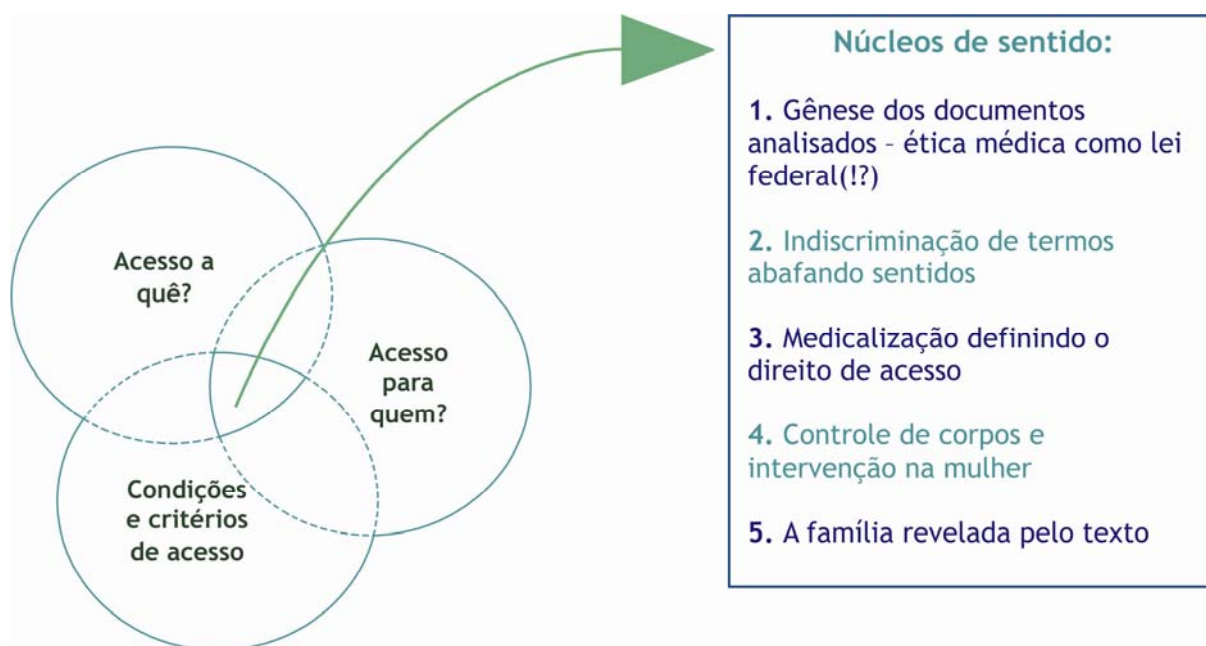 Acesso a
quê?
Acesso
para
quem?
Condições
e critérios
de acesso
Núcleos de sentido:
1. Gênese dos documentos
analisados – ética médica como lei
federal(!?)
2. Indiscriminação de termos
abafando sentidos
3. Medicalização definindo o
direito de acesso
4. Controle de corpos e
intervenção na mulher
5. A família revelada pelo texto